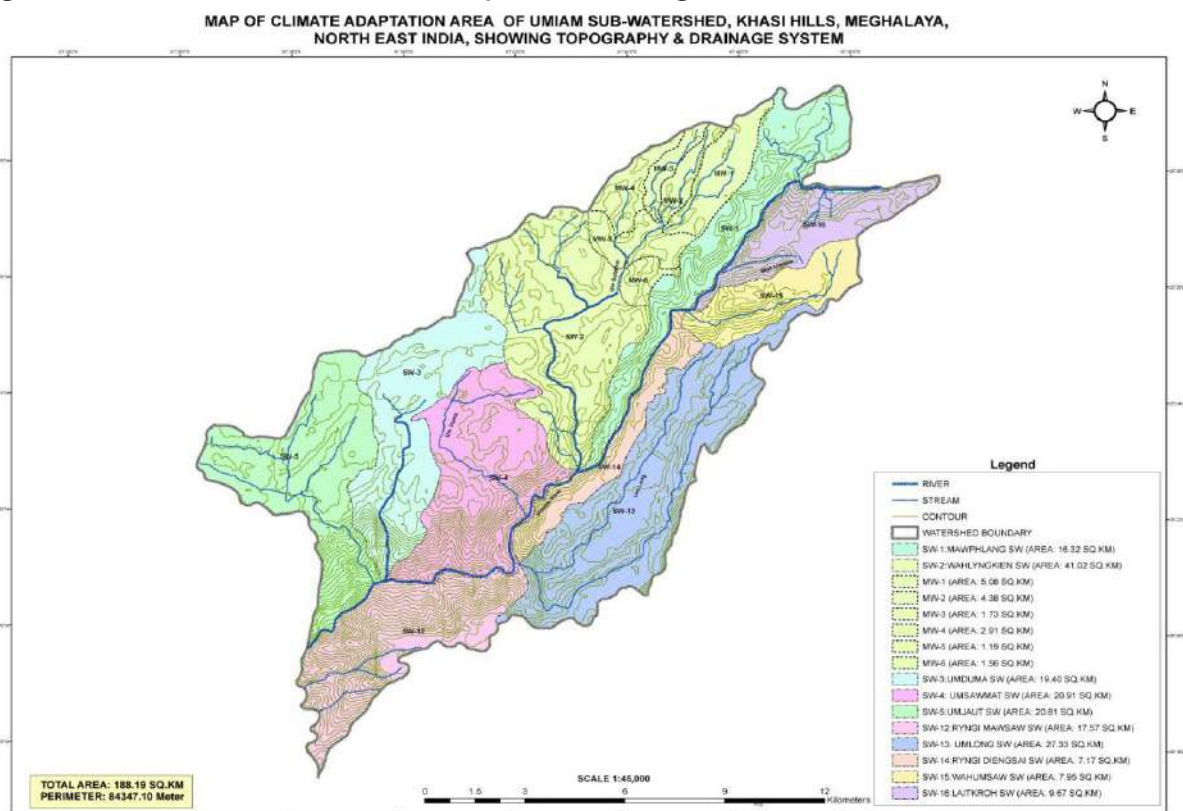 MAP OF CLIMATE ADAPTATION AREA OF UMIAM SUB-WATERSHED, KHASI HILLS, MEGHALAYA,
NORTH EAST INDIA, SHOWING TOPOGRAPHY & DRAINAGE SYSTEM
N
W E
S
MW-3
MW-1
MW-4
MW-2
SW-1
SW-16
MW-5
MW-6
SW-15
SW-2
SW-3
SW-5
SW-4
SW-14
SW-13
SW-12
Legend
RIVER
STREAM
CONTOUR
WATERSHED BOUNDARY
SW-1:MAWPHLANG SW (AREA: 16.32 SQ.KM)
SW-2:WAHLYNGKIEN SW (AREA: 41.02 SQ.KM)
MW-1 (AREA: 5.08 SQ.KM)
MW-2 (AREA: 4.38 SQ.KM)
MW-3 (AREA: 1.73 SQ.KM)
MW-4 (AREA: 2.91 SQ.KM)
MW-5 (AREA: 1.19 SQ.KM)
MW-6 (AREA: 1.56 SQ.KM)
SW-3:UMDUMA SW (AREA: 19.40 SQ.KM)
SW-4: UMSAWMAT SW (AREA: 20.91 SQ.KM)
SW-5:UMJAUT SW (AREA: 20.81 SQ.KM)
SW-12:RYNGI MAWSAW SW (AREA: 17.57 SQ.KM)
SW-13: UMLONG SW (AREA: 27.33 SQ.KM)
SW-14:RYNGI DIENGSAI SW (AREA: 7.17 SQ.KM)
SW-15:WAHUMSAW SW (AREA: 7.95 SQ.KM)
SW-16 LAITKROH SW (AREA: 9.67 SQ.KM)
TOTAL AREA: 188.19 SQ.KM
PERIMETER: 84347.10 Meter
SCALE 1:45,000
0 3 6 9 12
Kilometers